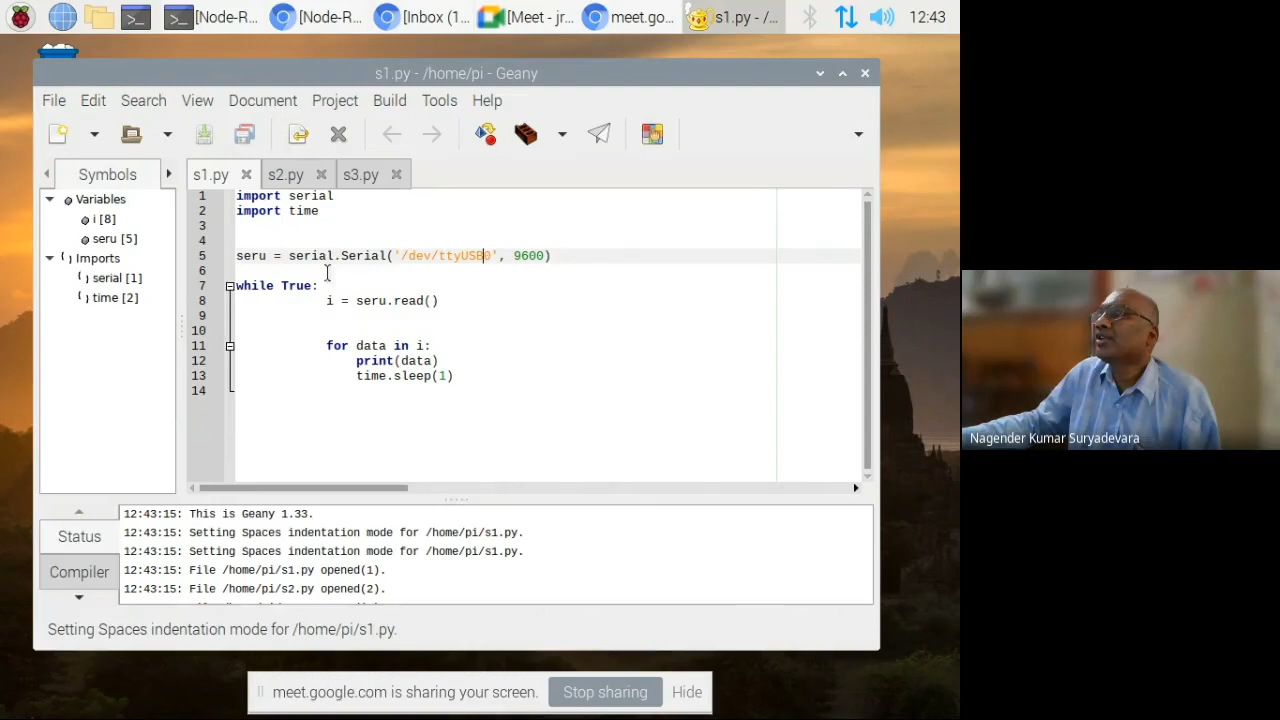 [Node-R...
[Node-R...
[Inbox (1...
[Meet - jr...
meet.go...
s1.py - /...
12:43
s1.py - /home/pi - Geany
File Edit Search View Document Project Build Tools Help
Symbols
s1.py
s2.py
s3.py
Variables
i [8]
seru [5]
Imports
serial [1]
time [2]
1 import serial
2 import time
3
4
5 seru = serial.Serial('/dev/ttyUSB0', 9600)
6
7 while True:
8 i = seru.read()
9
10
11 for data in i:
12 print(data)
13 time.sleep(1)
14
Status
Compiler
12:43:15: This is Geany 1.33.
12:43:15: Setting Spaces indentation mode for /home/pi/s1.py.
12:43:15: Setting Spaces indentation mode for /home/pi/s1.py.
12:43:15: File /home/pi/s1.py opened(1).
12:43:15: File /home/pi/s2.py opened(2).
Setting Spaces indentation mode for /home/pi/s1.py.
meet.google.com is sharing your screen.
Stop sharing
Hide
Nagender Kumar Suryadevara